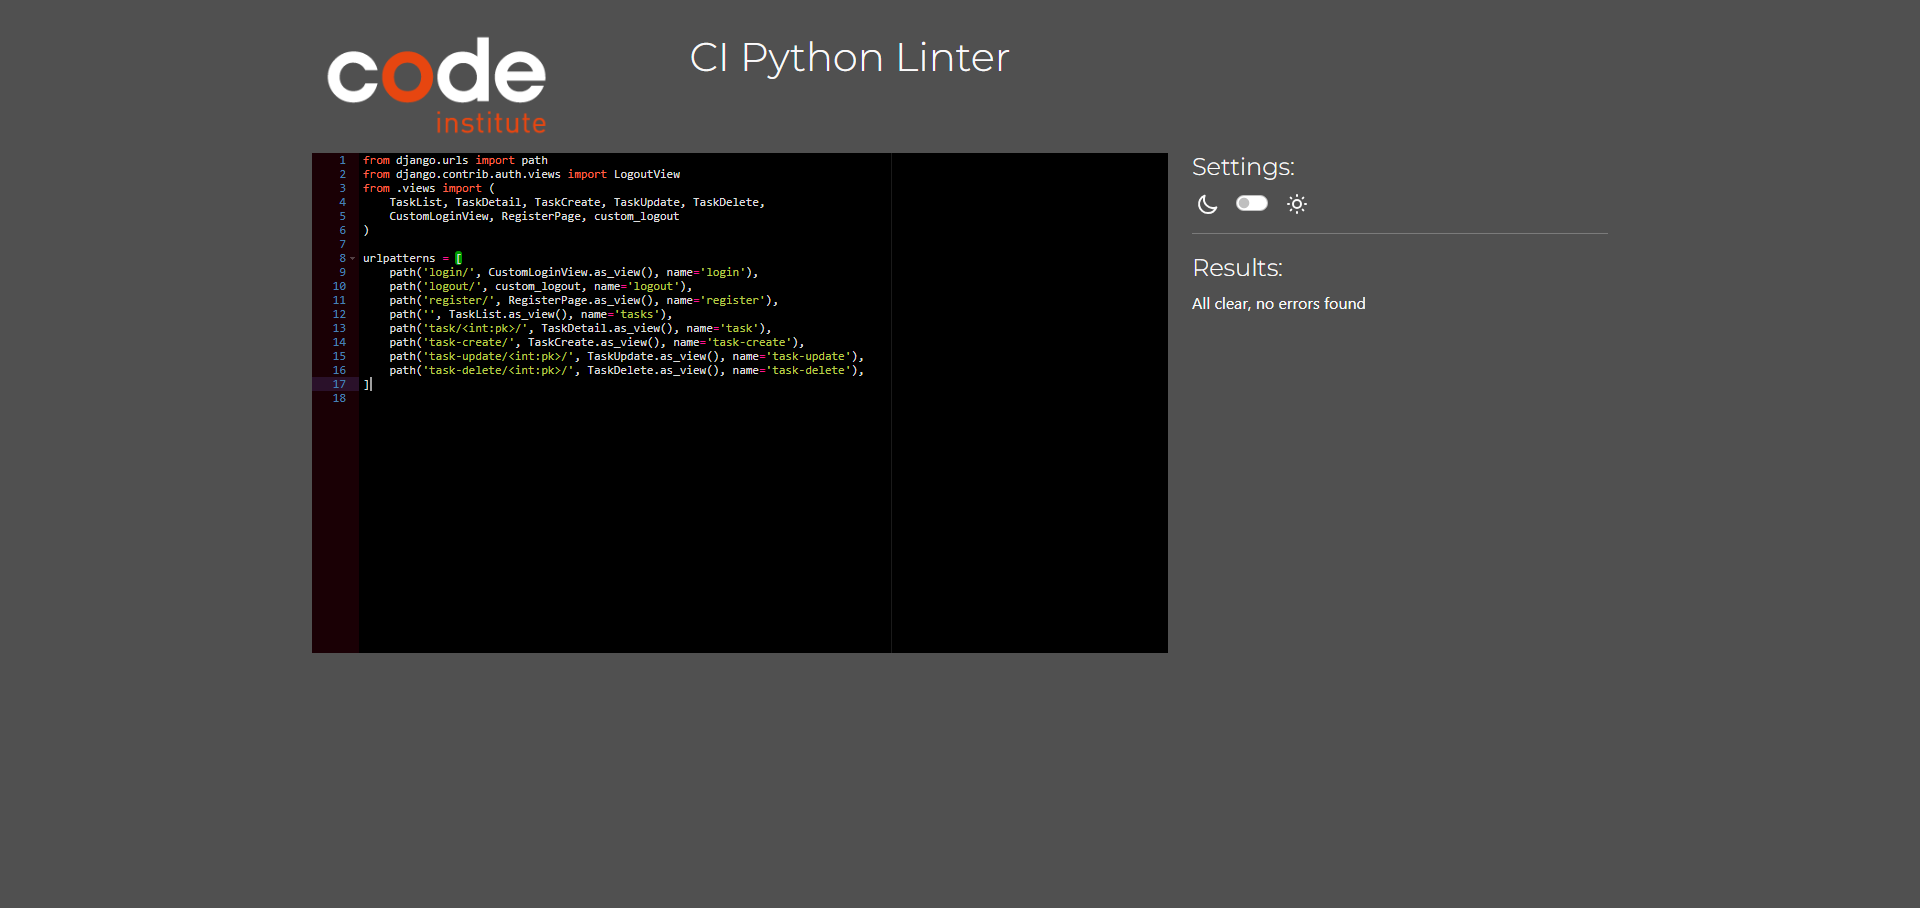 code
institute
CI Python Linter
1 from django.urls import path
2 from django.contrib.auth.views import LogoutView
3 from .views import (
4     TaskList, TaskDetail, TaskCreate, TaskUpdate, TaskDelete,
5     CustomLoginView, RegisterPage, custom_logout
6 )
7
8 urlpatterns = [
9     path('login/', CustomLoginView.as_view(), name='login'),
10     path('logout/', custom_logout, name='logout'),
11     path('register/', RegisterPage.as_view(), name='register'),
12     path('', TaskList.as_view(), name='tasks'),
13     path('task/<int:pk>/', TaskDetail.as_view(), name='task'),
14     path('task-create/', TaskCreate.as_view(), name='task-create'),
15     path('task-update/<int:pk>/', TaskUpdate.as_view(), name='task-update'),
16     path('task-delete/<int:pk>/', TaskDelete.as_view(), name='task-delete'),
17 ]
18
Settings:
Results:
All clear, no errors found